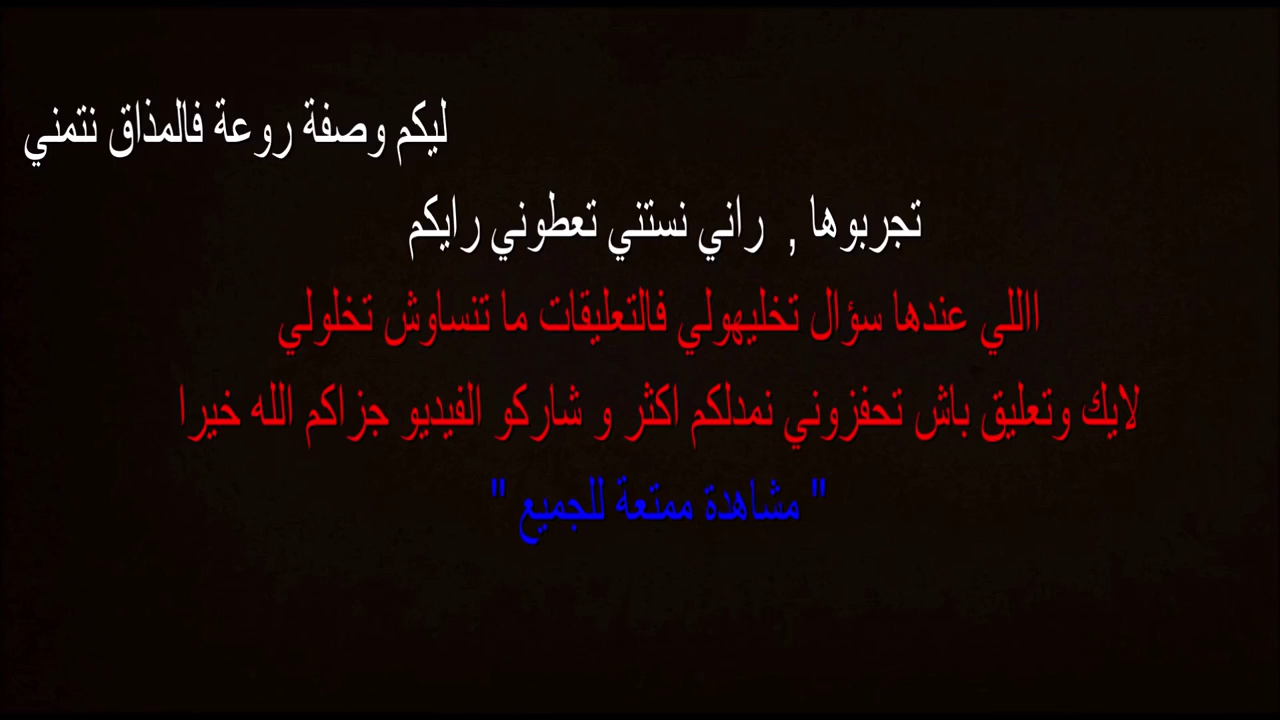 ليكم وصفة روعة فالمذاق نتمني
تجربوها , راني نستني تعطوني رايكم
االلي عندها سؤال تخليهولي فالتعليقات ما تنساوش تخلولي
لايك وتعليق باش تحفزوني نمدلكم اكثر و شاركو الفيديو جزاكم الله خيرا
" مشاهدة ممتعة للجميع "